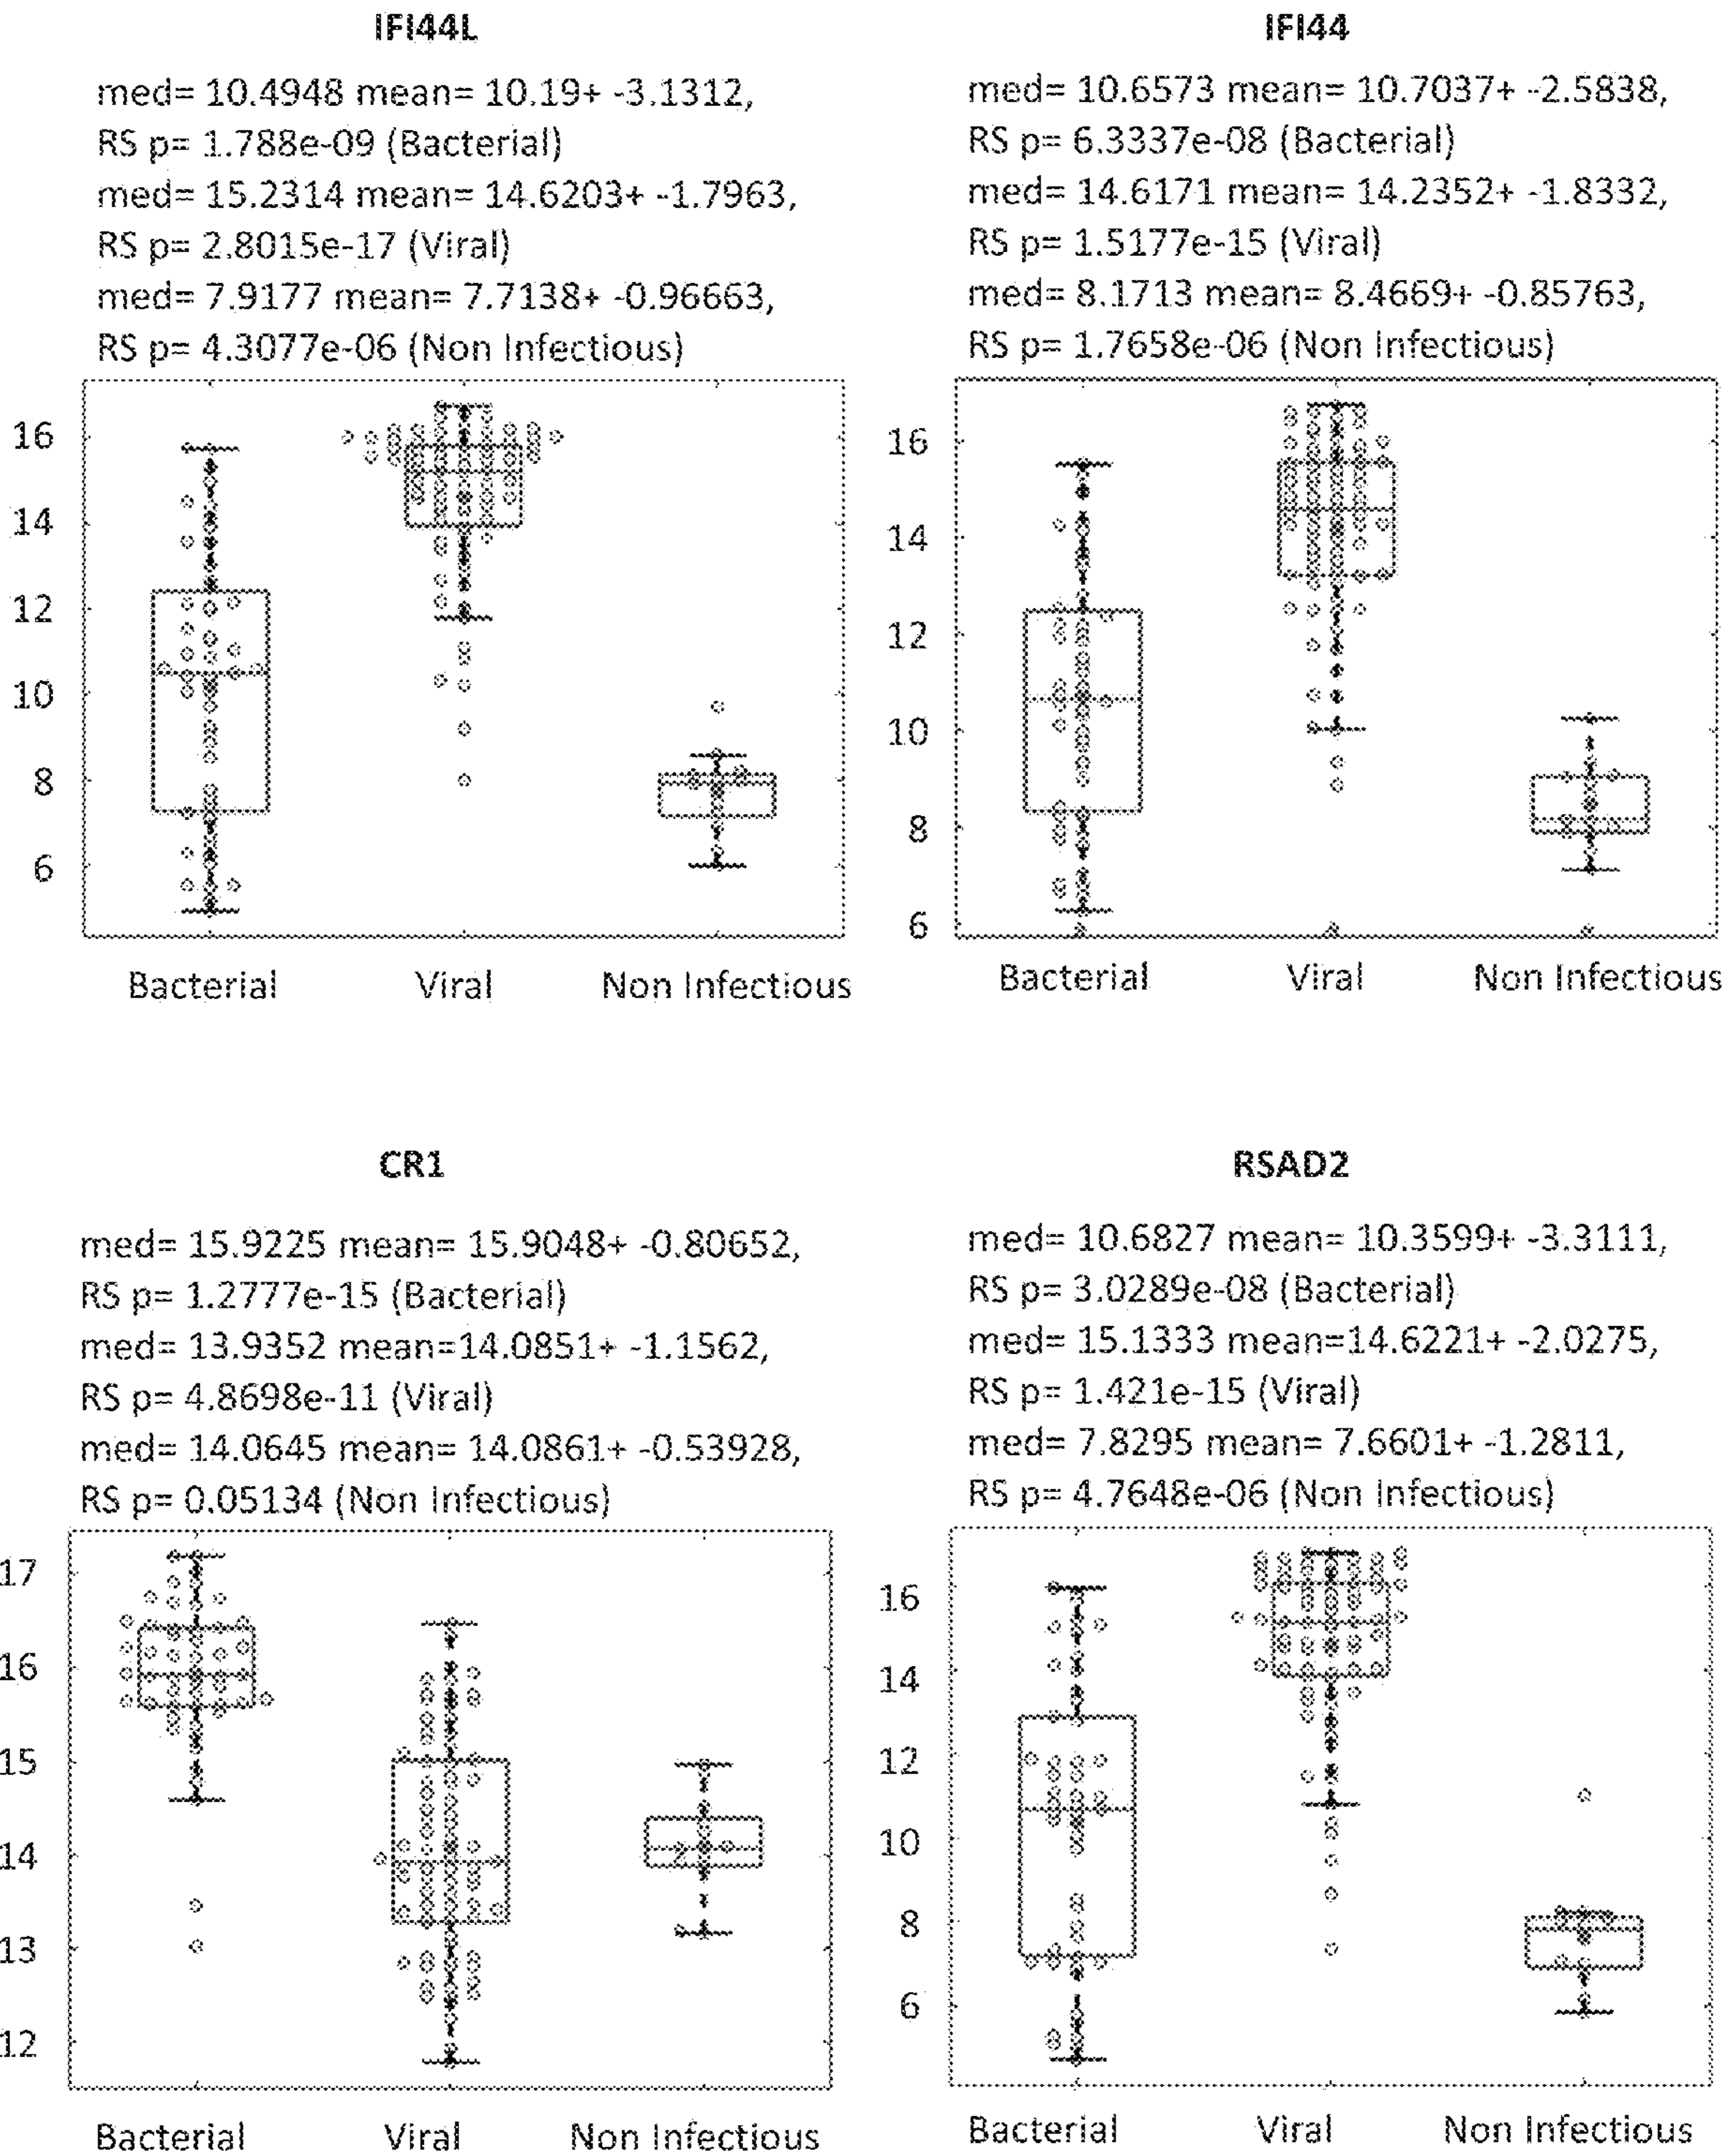 IFI44L
med= 10.4948 mean= 10.19+ -3.1312,
RS p= 1.788e-09 (Bacterial)
med= 15.2314 mean= 14.6203+ -1.7963,
RS p= 2.8015e-17 (Viral)
med= 7.9177 mean= 7.7138+ -0.96663,
RS p= 4.3077e-06 (Non Infectious)
16
14
12
10
8
6
Bacterial Viral Non Infectious
IFI44
med= 10.6573 mean= 10.7037+ -2.5838,
RS p= 6.3337e-08 (Bacterial)
med= 14.6171 mean= 14.2352+ -1.8332,
RS p= 1.5177e-15 (Viral)
med= 8.1713 mean= 8.4669+ -0.85763,
RS p= 1.7658e-06 (Non Infectious)
16
14
12
10
8
6
Bacterial Viral Non Infectious
CR1
med= 15.9225 mean= 15.9048+ -0.80652,
RS p= 1.2777e-15 (Bacterial)
med= 13.9352 mean=14.0851+ -1.1562,
RS p= 4.8698e-11 (Viral)
med= 14.0645 mean= 14.0861+ -0.53928,
RS p= 0.05134 (Non Infectious)
17
16
15
14
13
12
Bacterial Viral Non Infectious
RSAD2
med= 10.6827 mean= 10.3599+ -3.3111,
RS p= 3.0289e-08 (Bacterial)
med= 15.1333 mean=14.6221+ -2.0275,
RS p= 1.421e-15 (Viral)
med= 7.8295 mean= 7.6601+ -1.2811,
RS p= 4.7648e-06 (Non Infectious)
16
14
12
10
8
6
Bacterial Viral Non Infectious